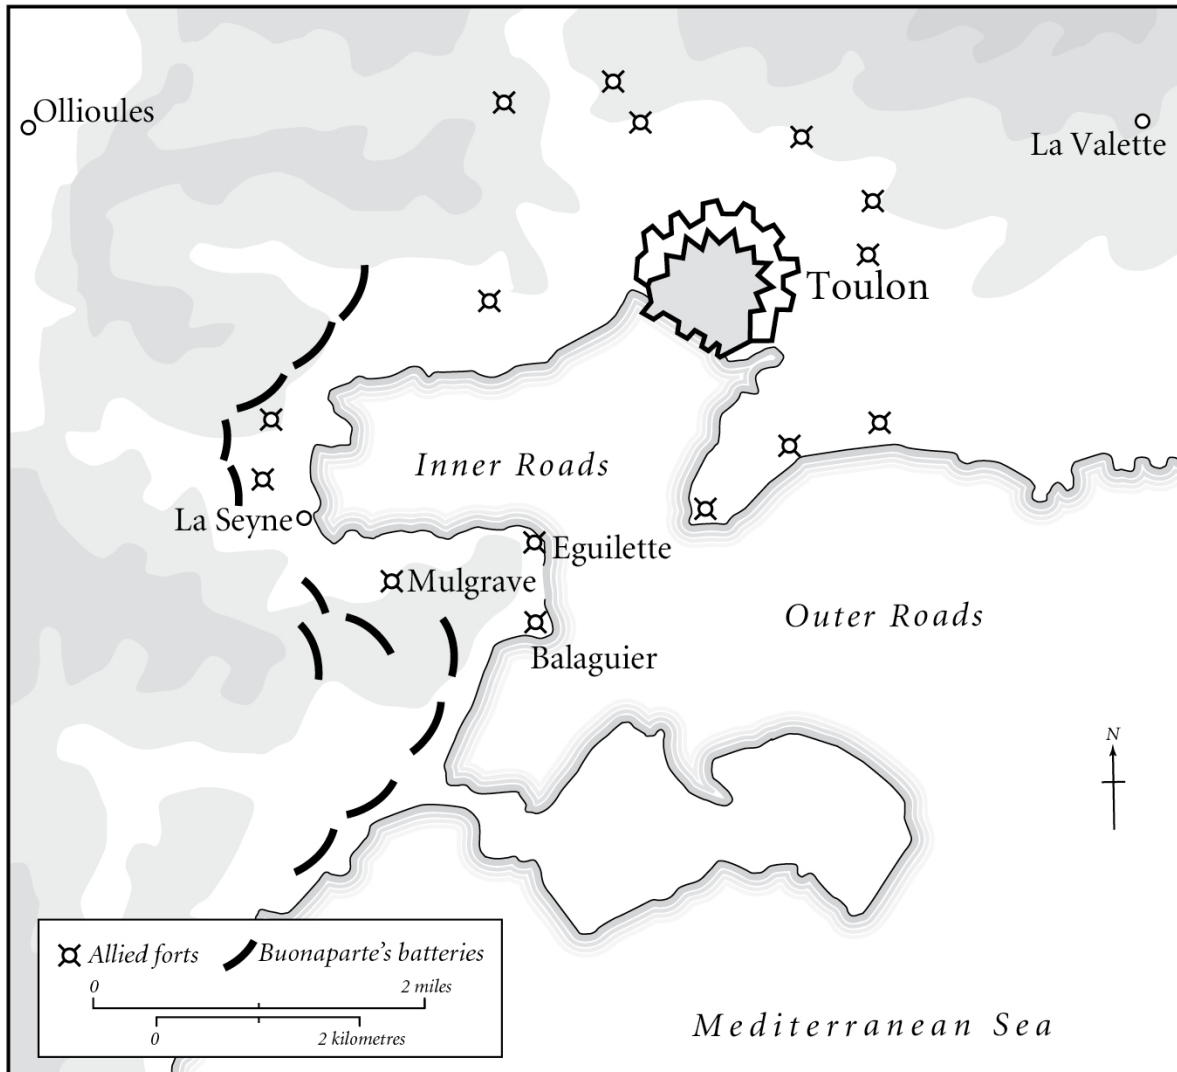 Ollioules
La Valette
Toulon
Inner Roads
La Seyne
Eguilette
Mulgrave
Outer Roads
Balaguier
N
Allied forts
Buonaparte's batteries
0 2 miles
0 2 kilometres
Mediterranean Sea